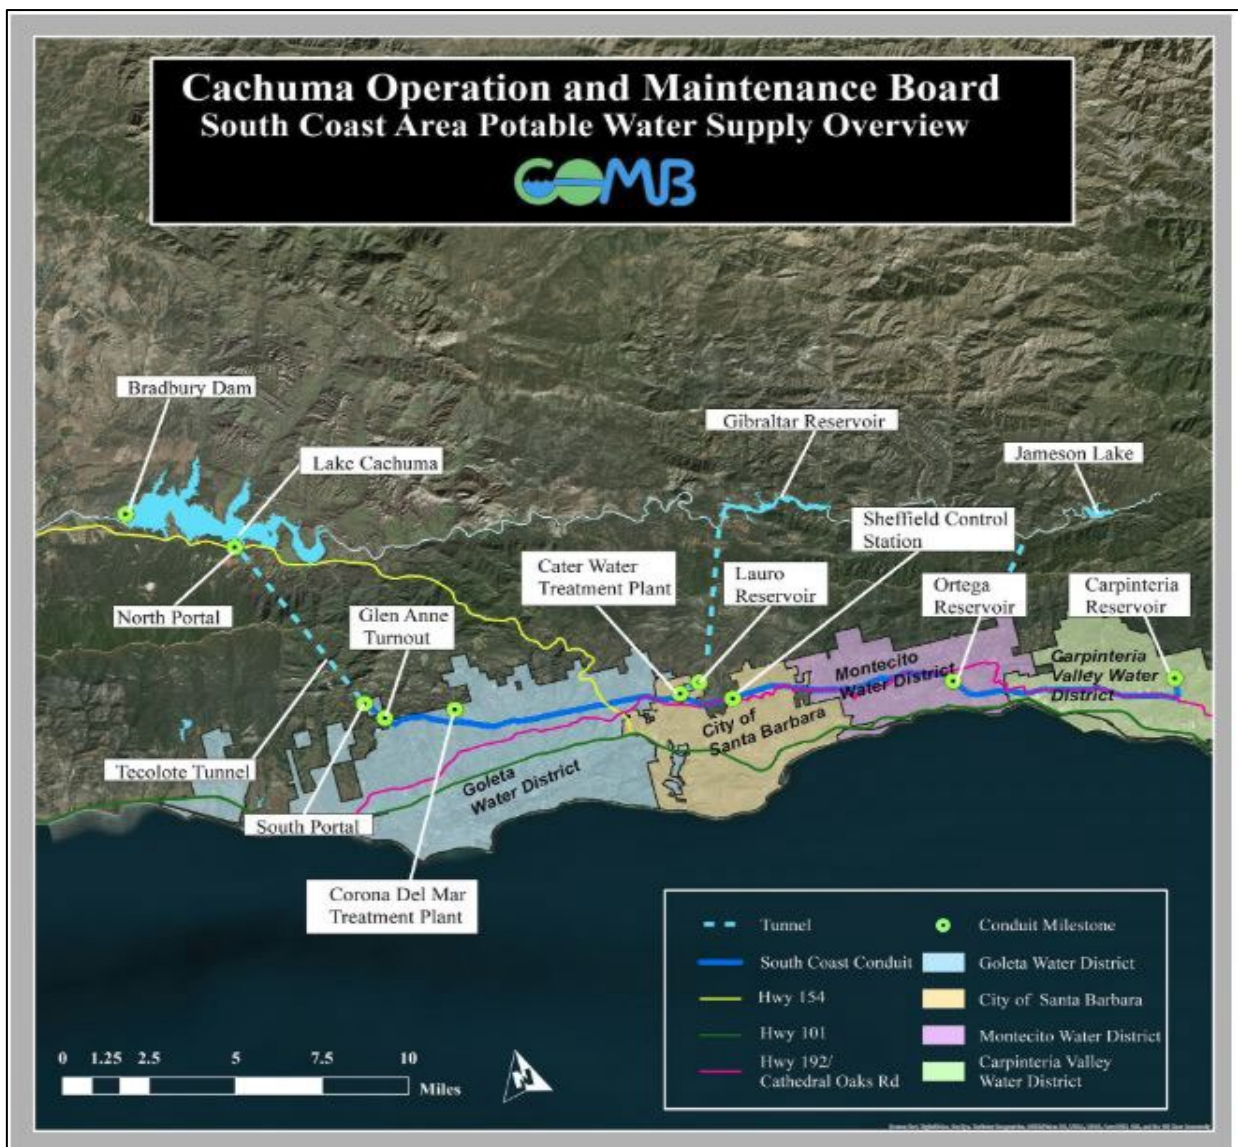 Cachuma Operation and Maintenance Board
South Coast Area Potable Water Supply Overview
COMB
Bradbury Dam
Lake Cachuma
Gibraltar Reservoir
Jameson Lake
Sheffield Control
Station
Cater Water
Treatment Plant
Lauro
Reservoir
Ortega
Reservoir
Carpinteria
Reservoir
North Portal
Glen Anne
Turnout
Montecito
Water District
Carpinteria
Valley Water
District
City of
Santa Barbara
Tecolote Tunnel
Goleta
Water District
South Portal
Corona Del Mar
Treatment Plant
Tunnel
South Coast Conduit
Hwy 154
Hwy 101
Hwy 192/
Cathedral Oaks Rd
Conduit Milestone
Goleta Water District
City of Santa Barbara
Montecito Water District
Carpinteria Valley
Water District
0 1.25 2.5 5 7.5 10
Miles
N